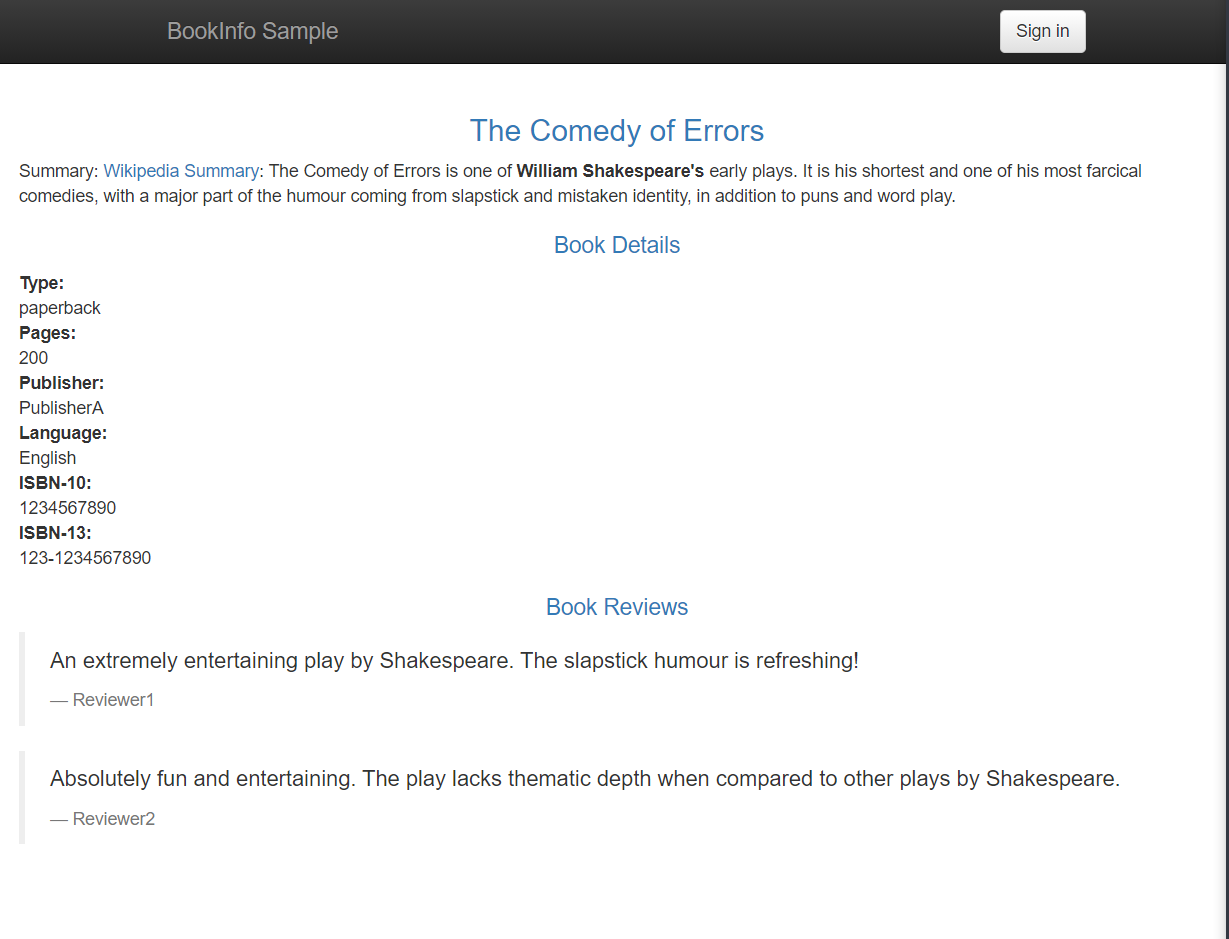 BookInfo Sample
Sign in
The Comedy of Errors
Summary: Wikipedia Summary: The Comedy of Errors is one of William Shakespeare's early plays. It is his shortest and one of his most farcical
comedies, with a major part of the humour coming from slapstick and mistaken identity, in addition to puns and word play.
Book Details
Type:
paperback
Pages:
200
Publisher:
PublisherA
Language:
English
ISBN-10:
1234567890
ISBN-13:
123-1234567890
Book Reviews
An extremely entertaining play by Shakespeare. The slapstick humour is refreshing!
— Reviewer1
Absolutely fun and entertaining. The play lacks thematic depth when compared to other plays by Shakespeare.
— Reviewer2